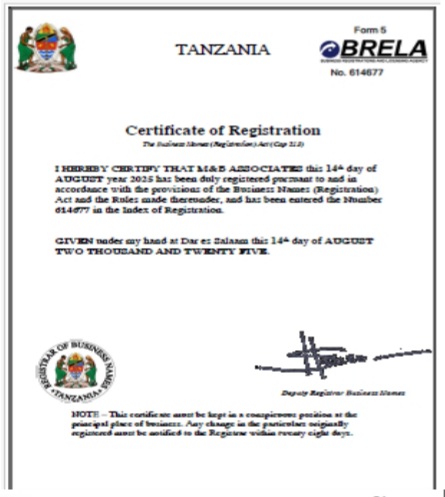 Form 5
TANZANIA
BRELA
BUSINESS REGISTRATIONS AND LICENSING AGENCY
No. 614677
Certificate of Registration
The Business Names (Registration) Act (Cap 213)
I HEREBY CERTIFY THAT M&B ASSOCIATES this 14th day of
AUGUST year 2025 has been duly registered pursuant to and in
accordance with the provisions of the Business Names (Registration)
Act and the Rules made thereunder, and has been entered the Number
614677 in the Index of Registration.
GIVEN under my hand at Dar es Salaam this 14th day of AUGUST
TWO THOUSAND AND TWENTY FIVE.
REGISTRAR OF BUSINESS NAMES
TANZANIA
Deputy Registrar Business Names
NOTE – This certificate must be kept in a conspicuous position at the
principal place of business. Any change in the particulars originally
registered must be notified to the Registrar within twenty eight days.